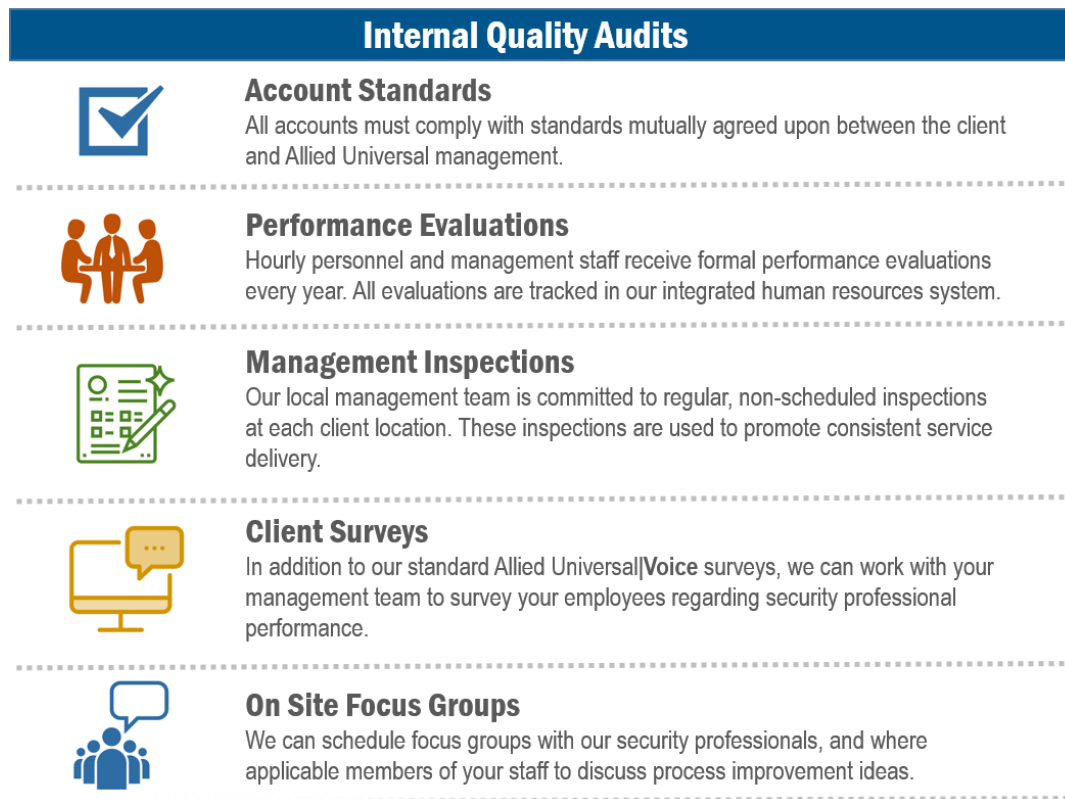 Internal Quality Audits
Account Standards
All accounts must comply with standards mutually agreed upon between the client
and Allied Universal management.
Performance Evaluations
Hourly personnel and management staff receive formal performance evaluations
every year. All evaluations are tracked in our integrated human resources system.
Management Inspections
Our local management team is committed to regular, non-scheduled inspections
at each client location. These inspections are used to promote consistent service
delivery.
Client Surveys
In addition to our standard Allied Universal|Voice surveys, we can work with your
management team to survey your employees regarding security professional
performance.
On Site Focus Groups
We can schedule focus groups with our security professionals, and where
applicable members of your staff to discuss process improvement ideas.